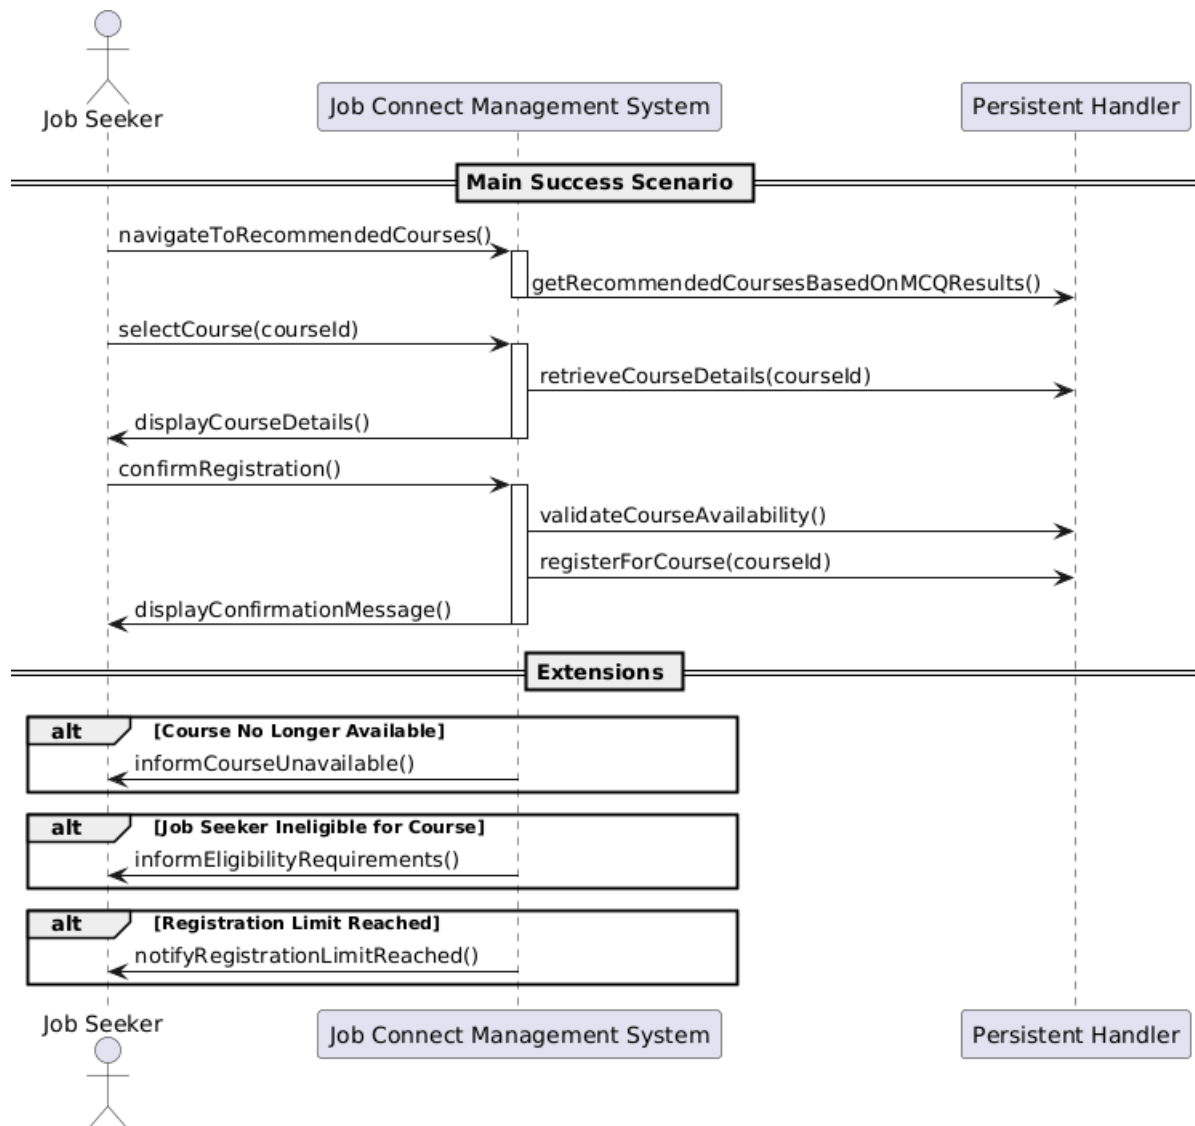 Job Seeker
Job Connect Management System
Persistent Handler
Main Success Scenario
navigateToRecommendedCourses()
getRecommendedCoursesBasedOnMCQResults()
selectCourse(courseId)
retrieveCourseDetails(courseId)
displayCourseDetails()
confirmRegistration()
validateCourseAvailability()
registerForCourse(courseId)
displayConfirmationMessage()
Extensions
alt [Course No Longer Available]
informCourseUnavailable()
alt [Job Seeker Ineligible for Course]
informEligibilityRequirements()
alt [Registration Limit Reached]
notifyRegistrationLimitReached()
Job Seeker
Job Connect Management System
Persistent Handler